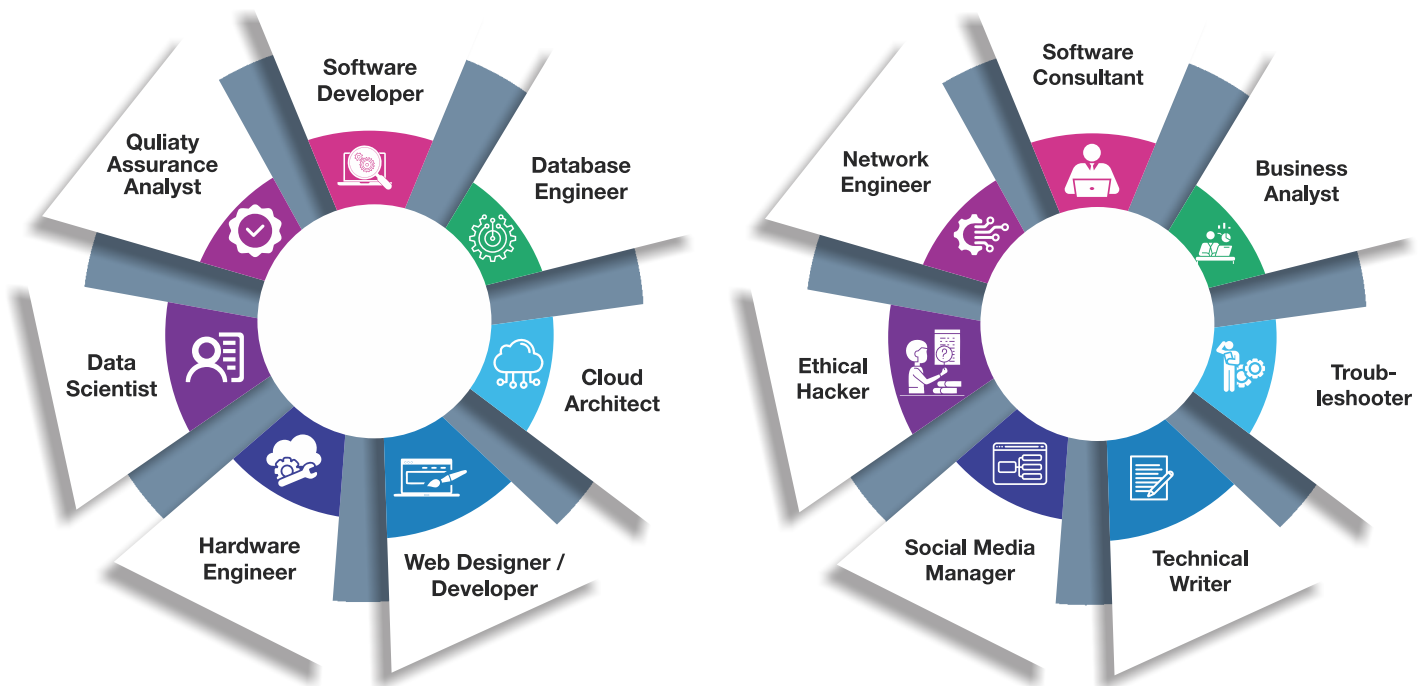 Software
Developer
Database
Engineer
Cloud
Architect
Web Designer /
Developer
Hardware
Engineer
Data
Scientist
Quliaty
Assurance
Analyst
Software
Consultant
Business
Analyst
Troub-
leshooter
Technical
Writer
Social Media
Manager
Ethical
Hacker
Network
Engineer